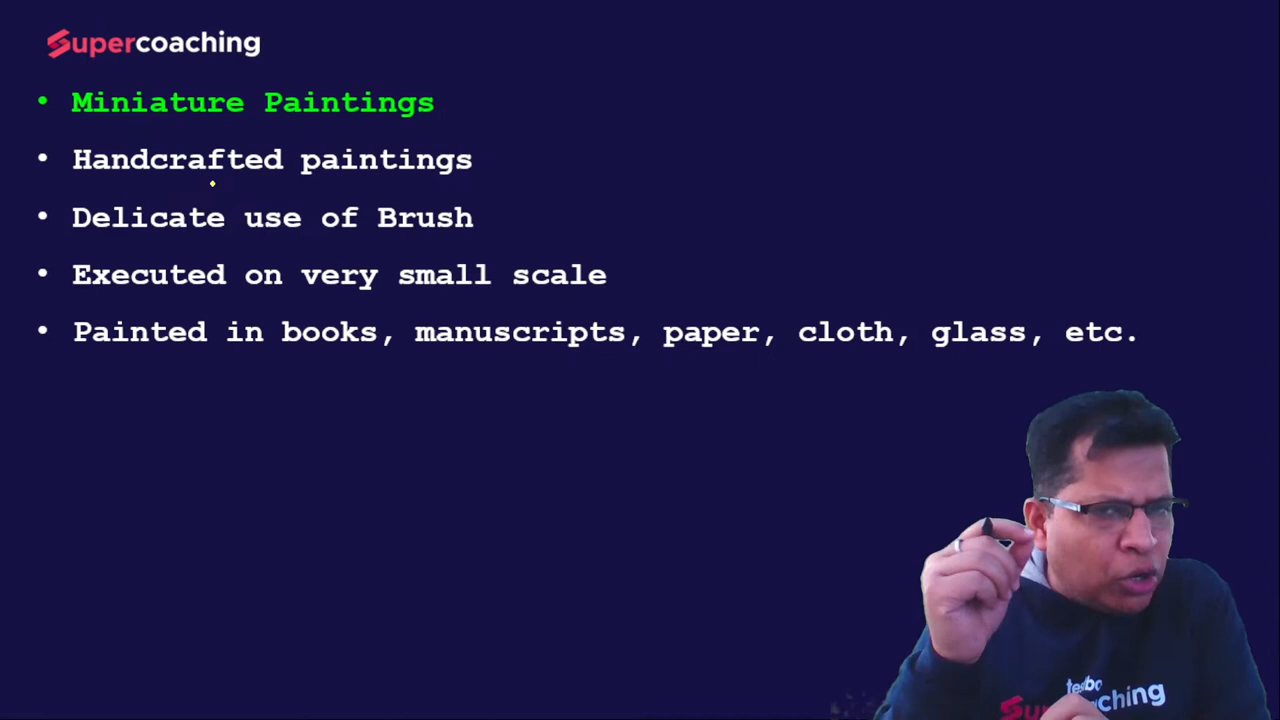 Supercoaching
• Miniature Paintings
• Handcrafted paintings
• Delicate use of Brush
• Executed on very small scale
• Painted in books, manuscripts, paper, cloth, glass, etc.